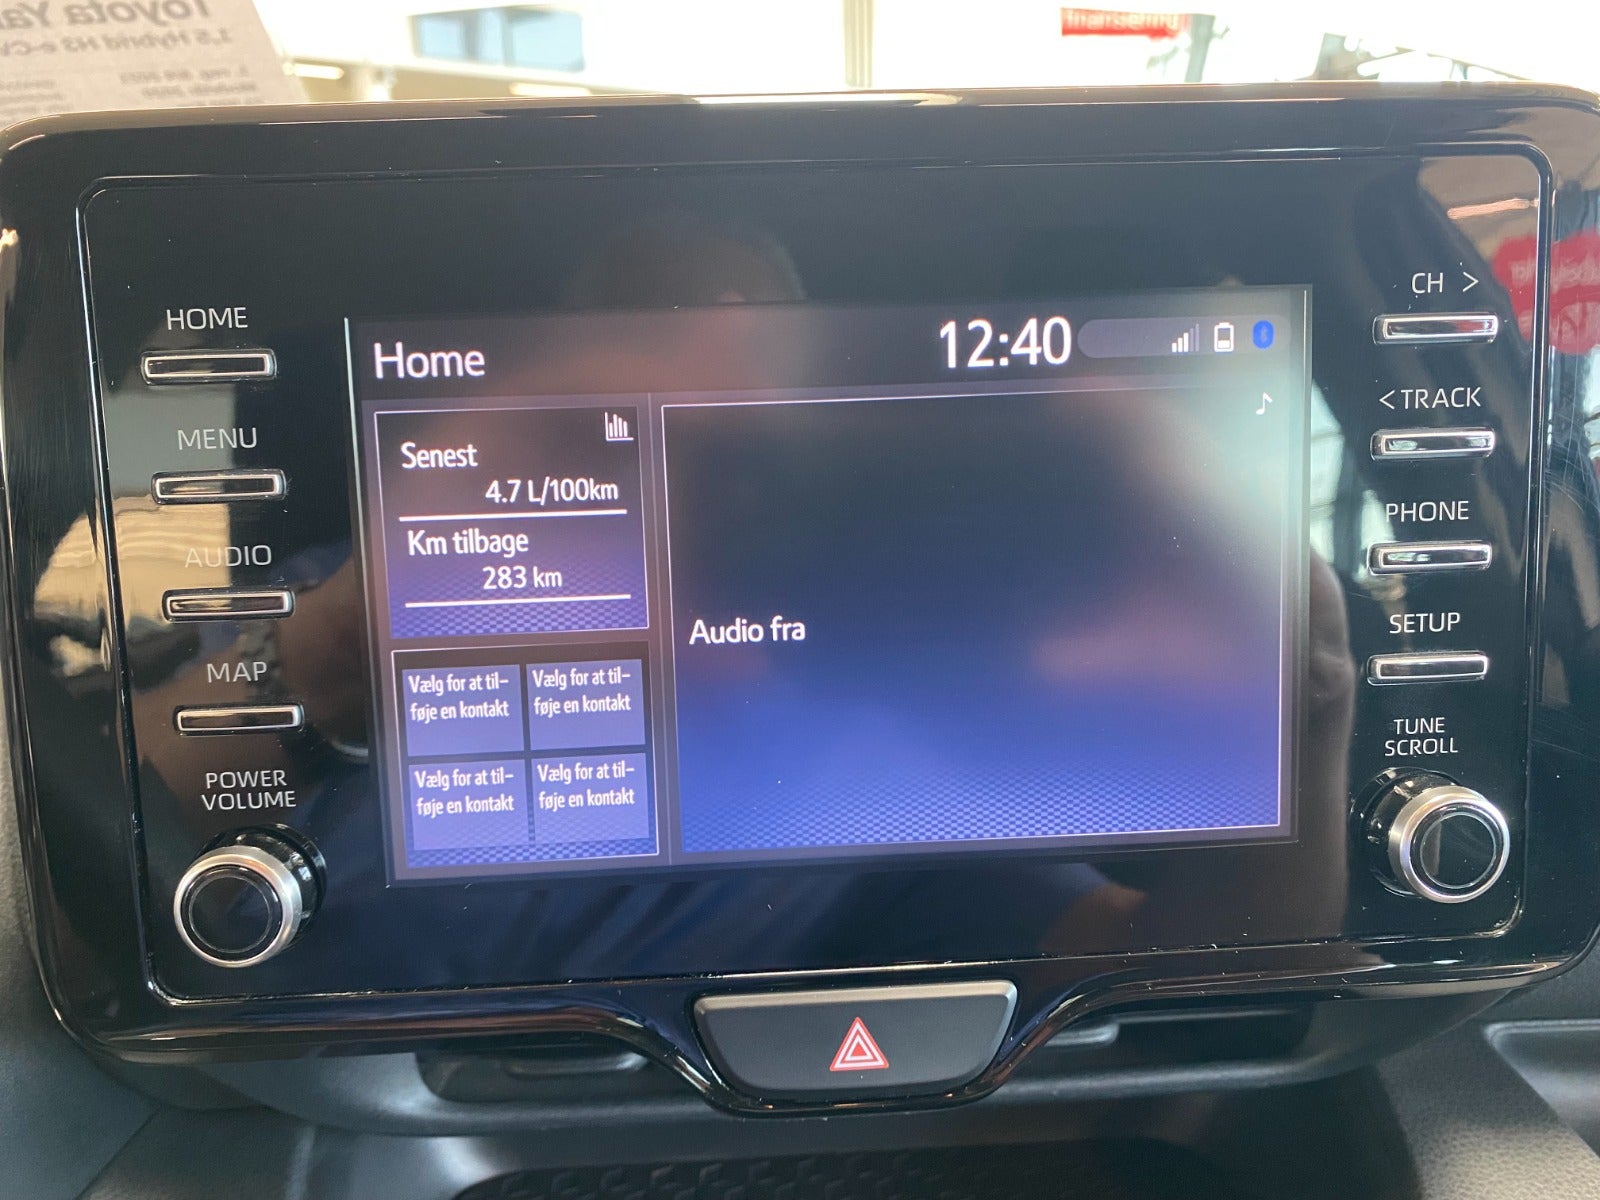 Toyota Ya
1.5 Hybrid H3 e-CV
finansiering
HOME
MENU
AUDIO
MAP
POWER
VOLUME
Home
12:40
Senest
4.7 L/100km
Km tilbage
283 km
Vælg for at til-
føje en kontakt
Vælg for at til-
føje en kontakt
Vælg for at til-
føje en kontakt
Vælg for at til-
føje en kontakt
Audio fra
CH >
< TRACK
PHONE
SETUP
TUNE
SCROLL